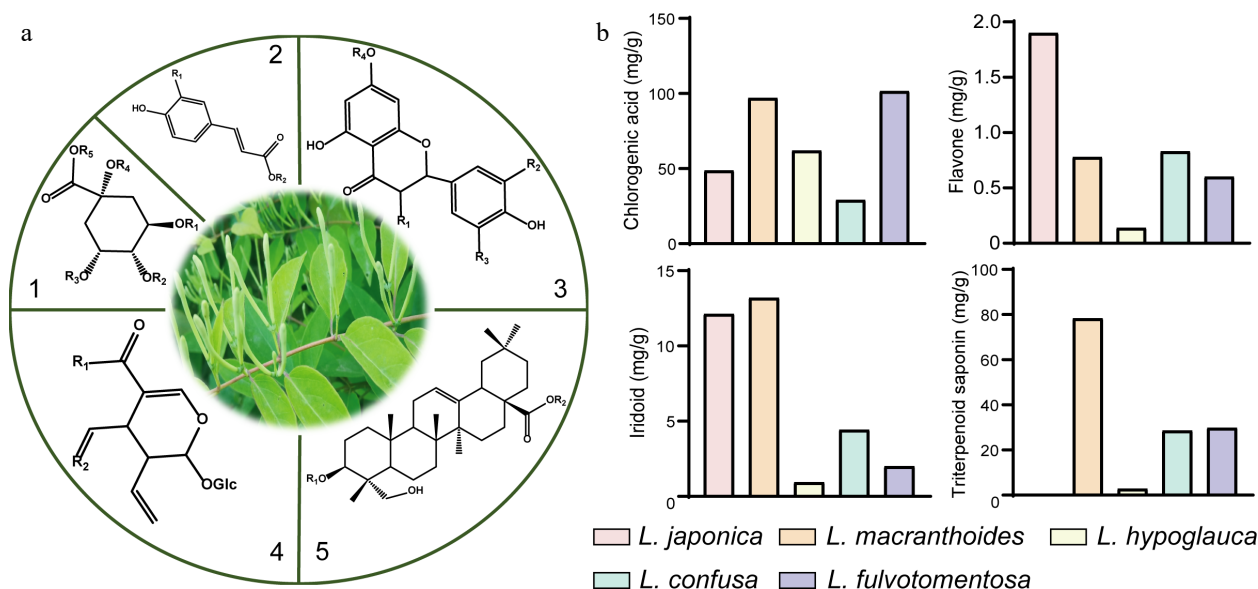 a
2
R₁
HO
O
OR₂
1
OR₅
O
OR₄
OR₁
R₃O
OR₂
3
R₄O
HO
O
O
R₁
R₂
OH
R₃
4
O
R₁
O
R₂
OGlc
5
R₁O
OH
OR₂
O
b
Chlorogenic acid (mg/g)
150
100
50
0
Flavone (mg/g)
2.0
1.5
1.0
0.5
0
Iridoid (mg/g)
15
10
5
0
Triterpenoid saponin (mg/g)
100
80
60
40
20
0
L. japonica
L. macranthoides
L. hypoglauca
L. confusa
L. fulvotomentosa